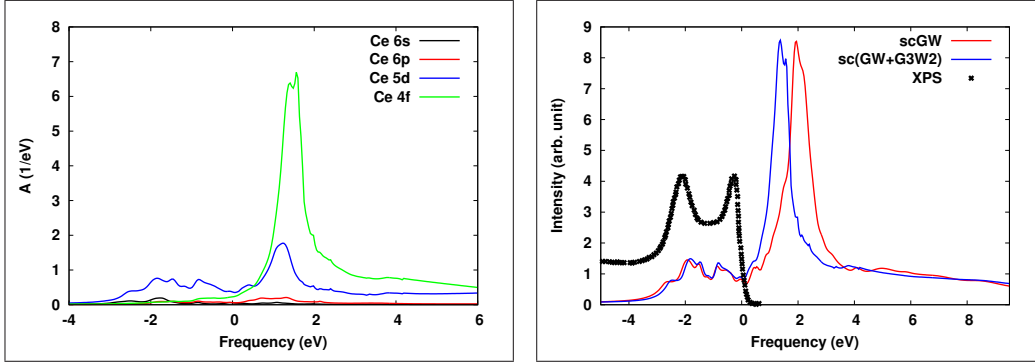 8
7
6
5
4
3
2
1
0
A (1/eV)
Ce 6s
Ce 6p
Ce 5d
Ce 4f
-4 -2 0 2 4 6
Frequency (eV)
9
8
7
6
5
4
3
2
1
0
Intensity (arb. unit)
scGW
sc(GW+G3W2)
XPS
-4 -2 0 2 4 6 8
Frequency (eV)